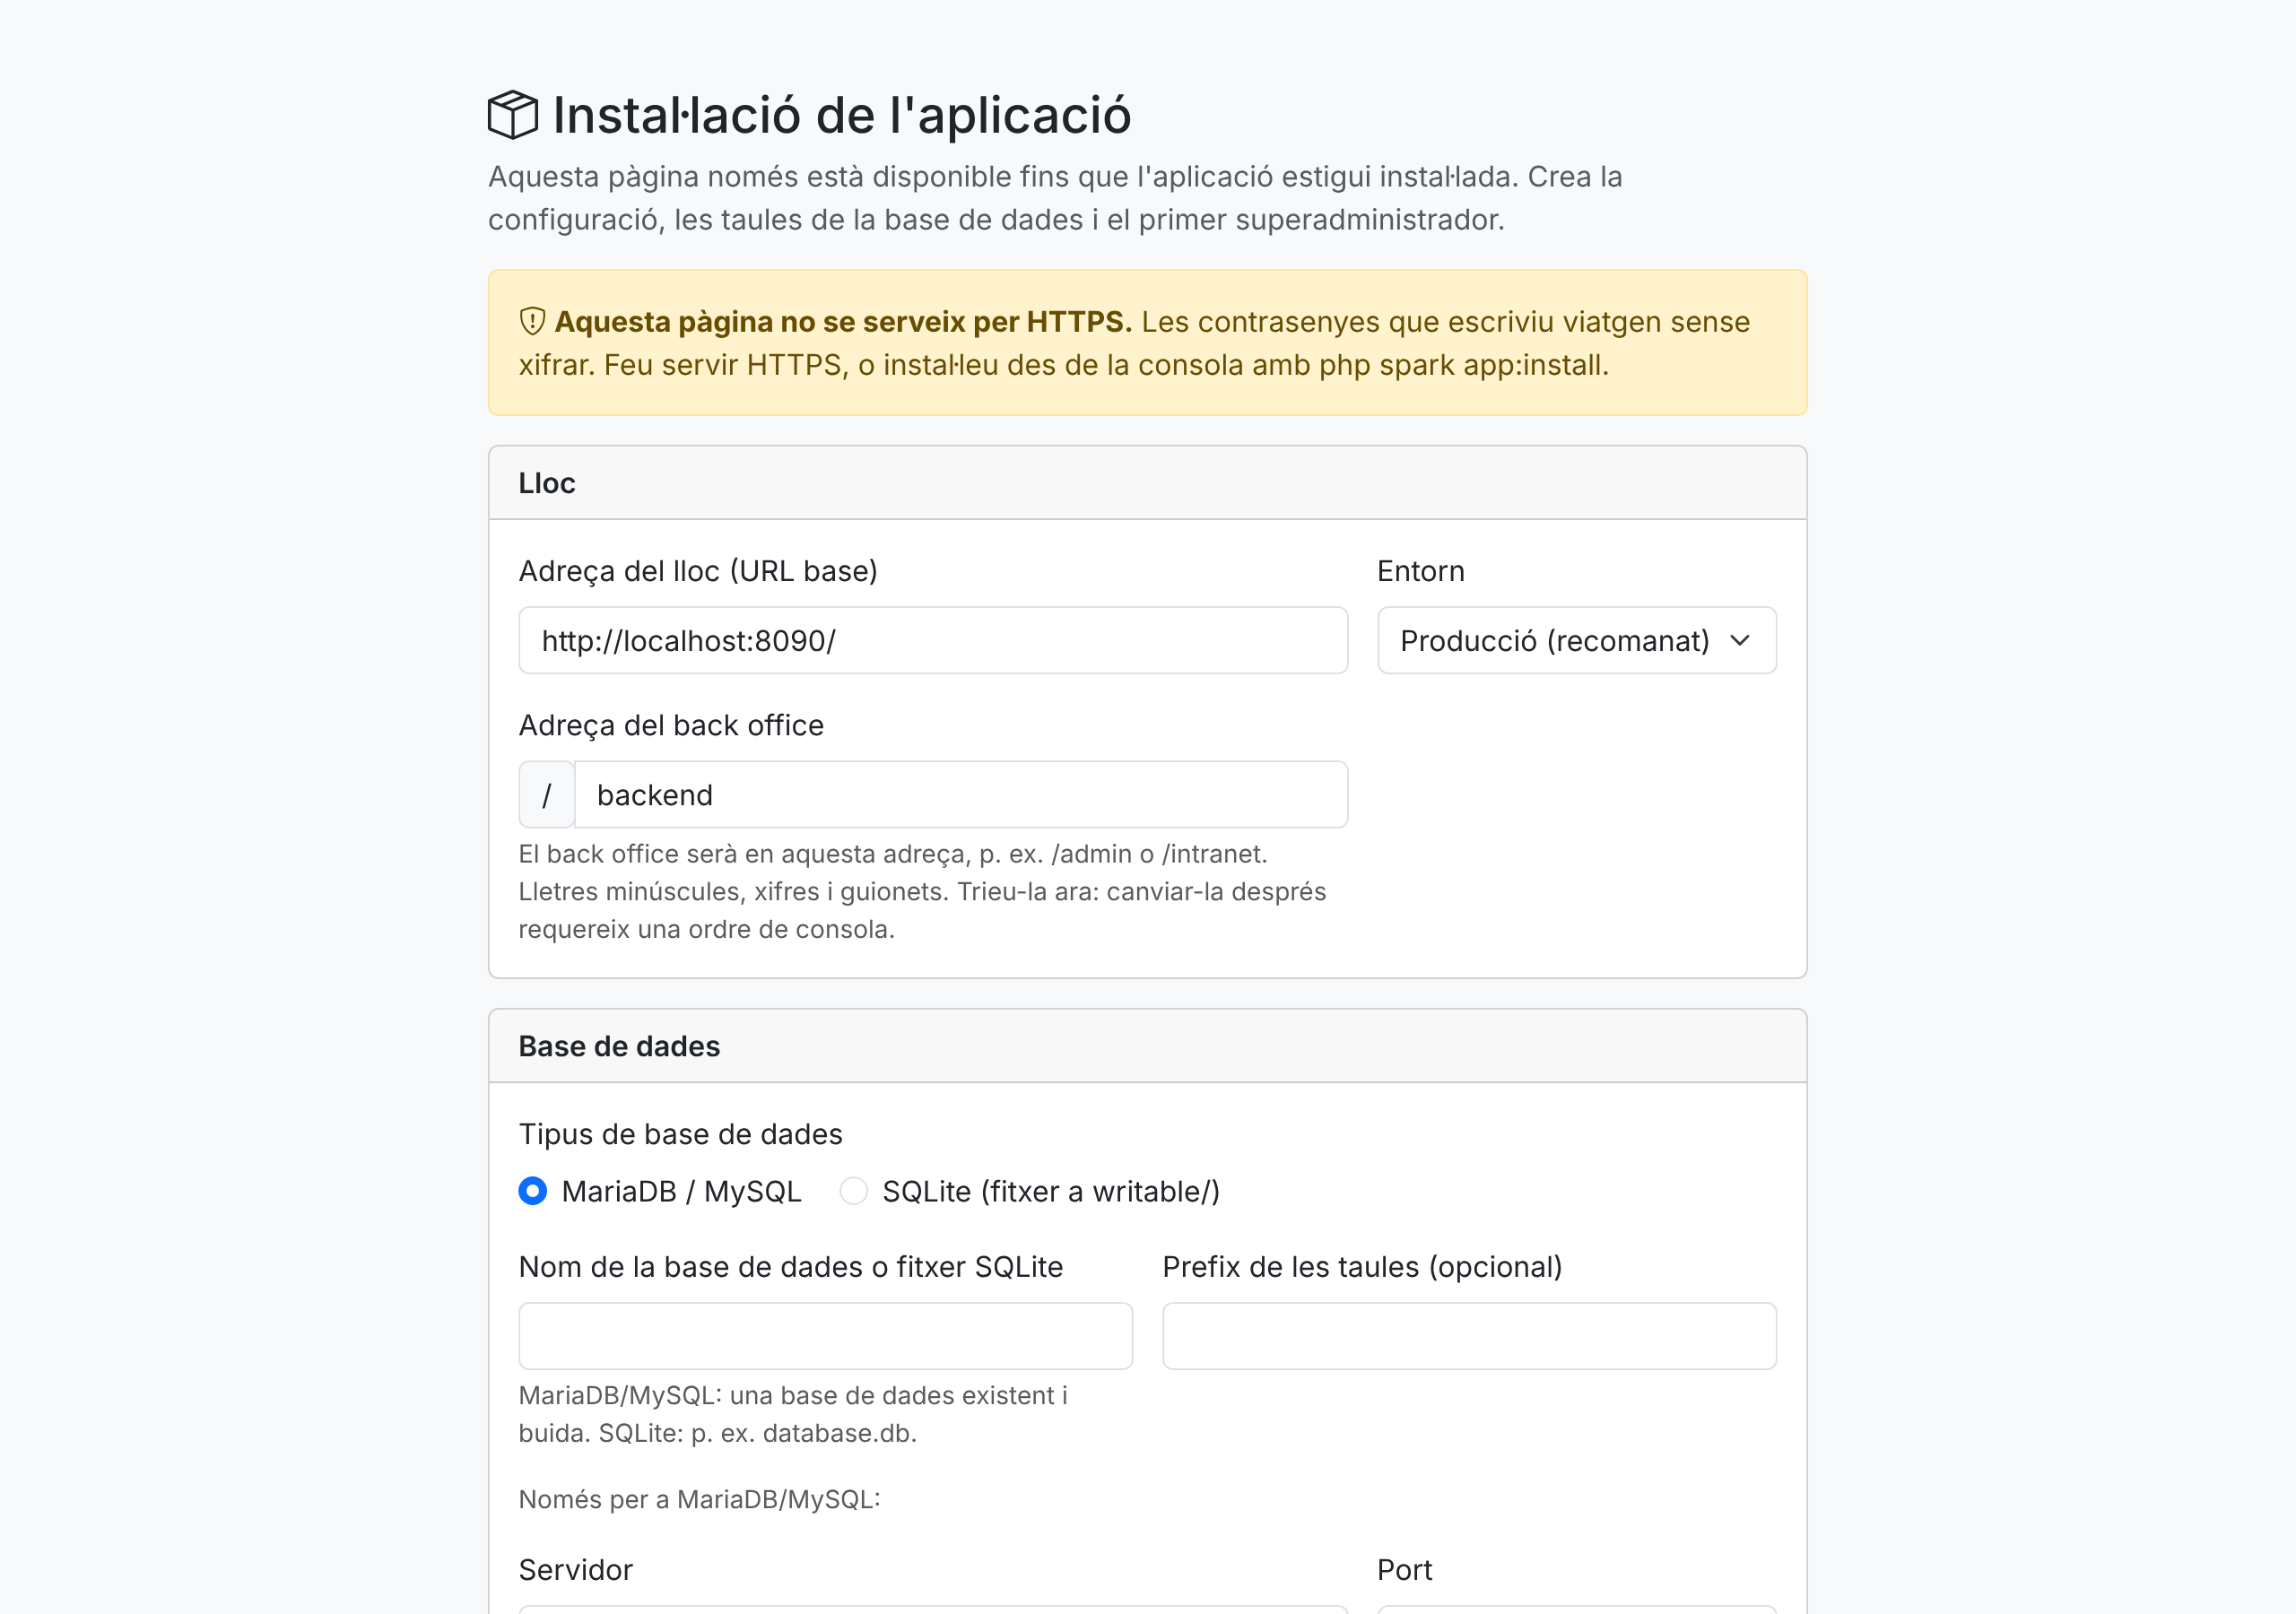 Instal·lació de l'aplicació
Aquesta pàgina només està disponible fins que l'aplicació estigui instal·lada. Crea la
configuració, les taules de la base de dades i el primer superadministrador.
Aquesta pàgina no se serveix per HTTPS. Les contrasenyes que escriviu viatgen sense
xifrar. Feu servir HTTPS, o instal·leu des de la consola amb php spark app:install.
Lloc
Adreça del lloc (URL base)
Entorn
http://localhost:8090/
Producció (recomanat)
Adreça del back office
/ backend
El back office serà en aquesta adreça, p. ex. /admin o /intranet.
Lletres minúscules, xifres i guionets. Trieu-la ara: canviar-la després
requereix una ordre de consola.
Base de dades
Tipus de base de dades
MariaDB / MySQL
SQLite (fitxer a writable/)
Nom de la base de dades o fitxer SQLite
Prefix de les taules (opcional)
MariaDB/MySQL: una base de dades existent i
buida. SQLite: p. ex. database.db.
Només per a MariaDB/MySQL:
Servidor
Port